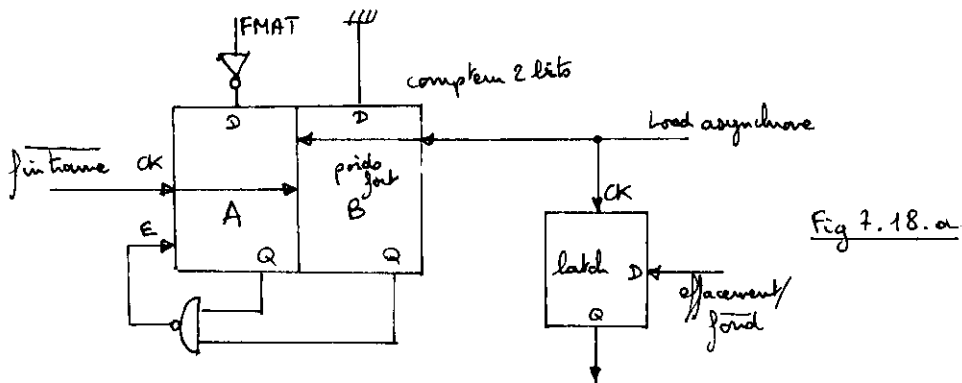 FMAT
compteur 2 bits
D
D
Load asynchrone
fin trame
CK
poids
fort
CK
A
B
E
Fig 7.18.a
Q
Q
latch
D
effacement/
fond
Q